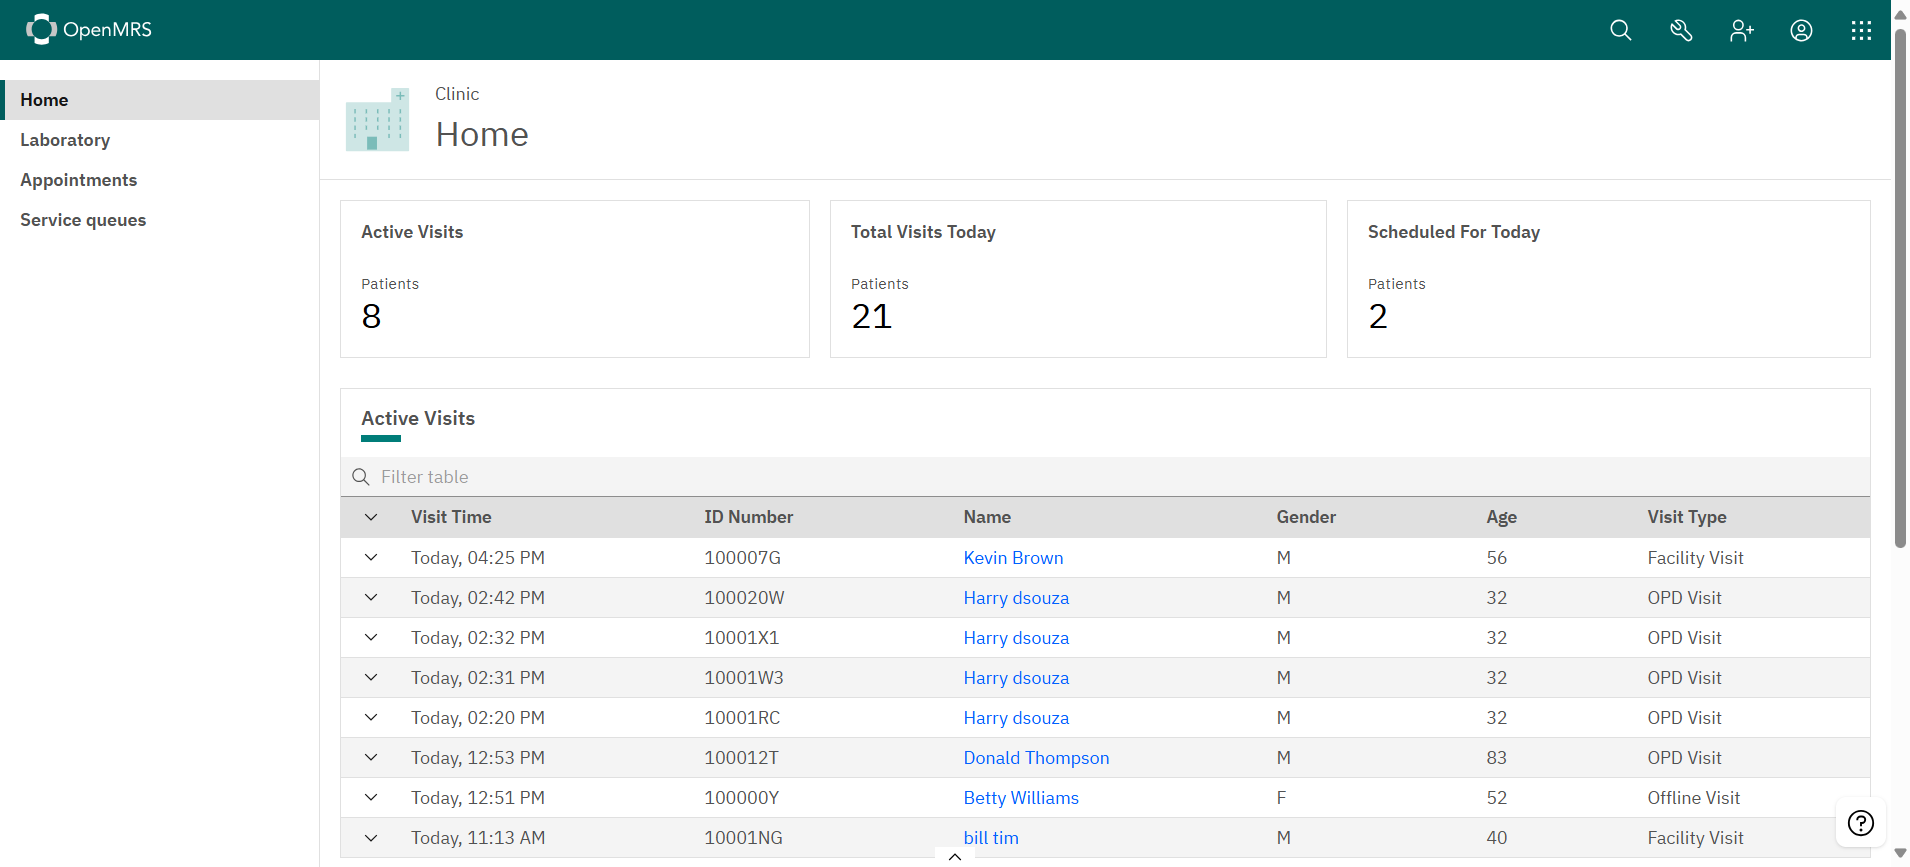 OpenMRS
Home
Laboratory
Appointments
Service queues
Clinic
Home
Active Visits
Patients
8
Total Visits Today
Patients
21
Scheduled For Today
Patients
2
Active Visits
Filter table
Visit Time ID Number Name Gender Age Visit Type
Today, 04:25 PM 100007G Kevin Brown M 56 Facility Visit
Today, 02:42 PM 100020W Harry dsouza M 32 OPD Visit
Today, 02:32 PM 10001X1 Harry dsouza M 32 OPD Visit
Today, 02:31 PM 10001W3 Harry dsouza M 32 OPD Visit
Today, 02:20 PM 10001RC Harry dsouza M 32 OPD Visit
Today, 12:53 PM 100012T Donald Thompson M 83 OPD Visit
Today, 12:51 PM 100000Y Betty Williams F 52 Offline Visit
Today, 11:13 AM 10001NG bill tim M 40 Facility Visit